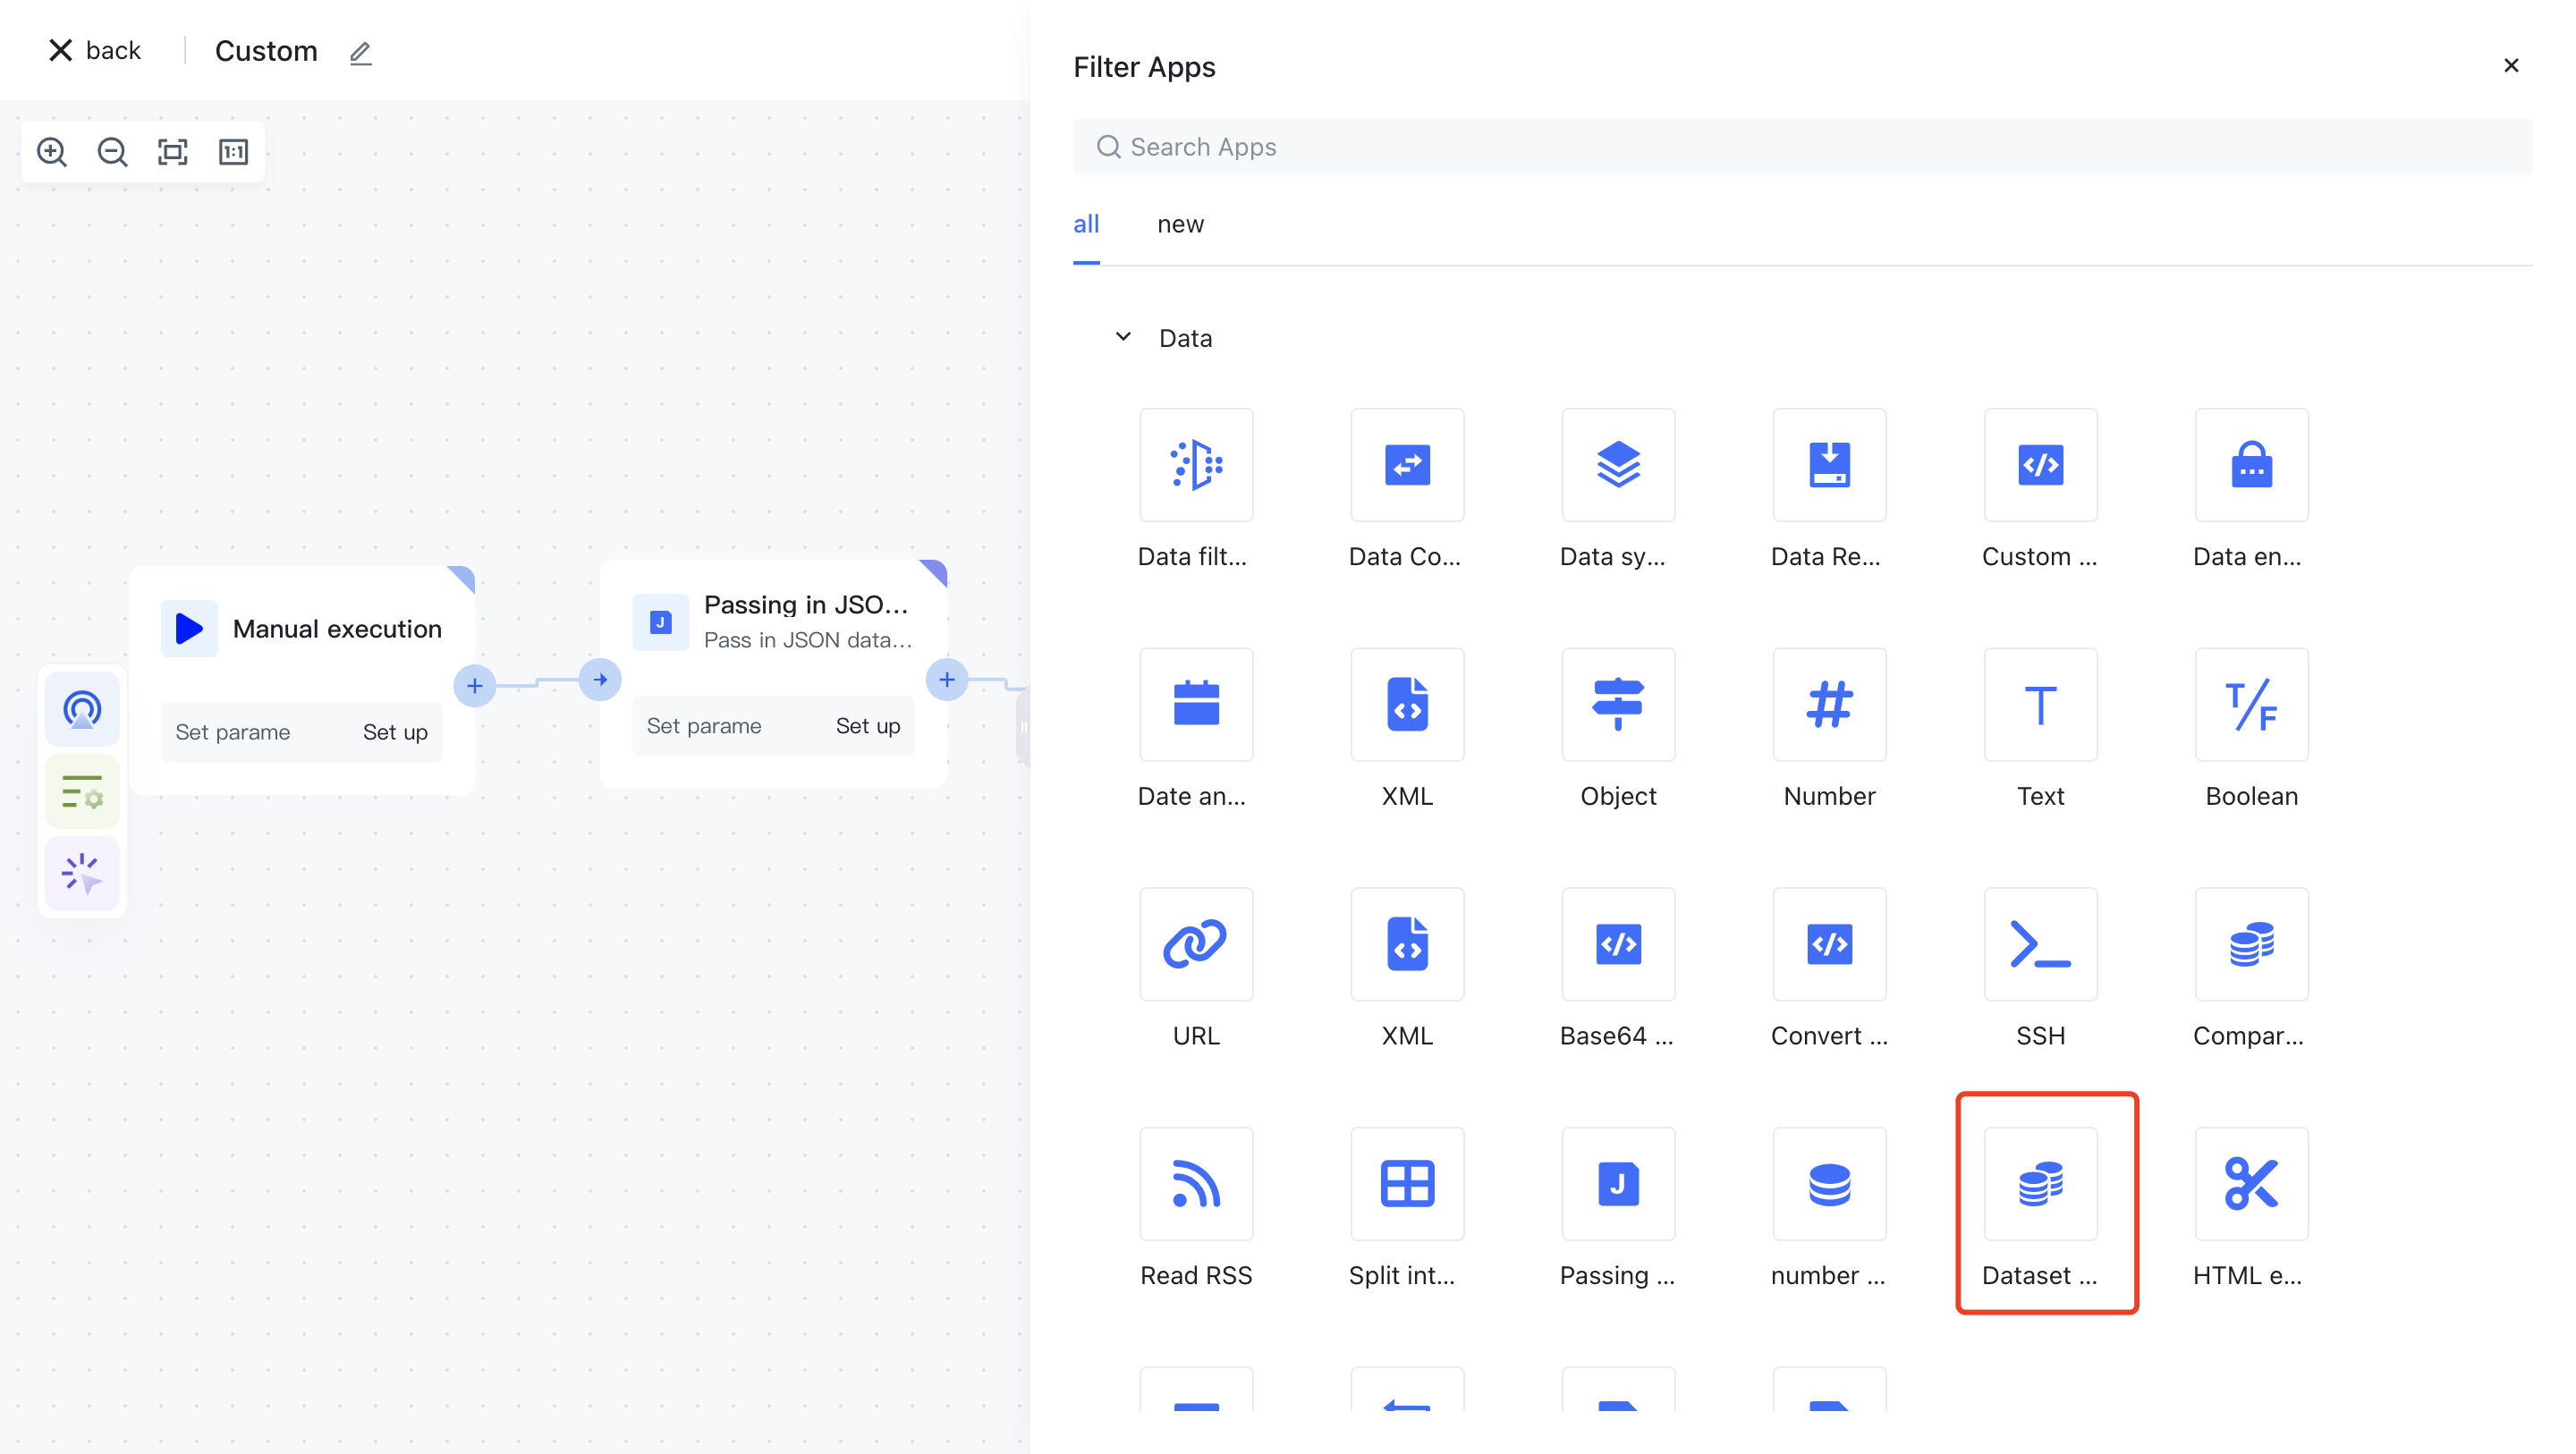 back
Custom
1:1
Manual execution
Set parame
Set up
J
Passing in JSO...
Pass in JSON data...
Set parame
Set up
Filter Apps
Search Apps
all
new
Data
Data filt...
Data Co...
Data sy...
Data Re...
Custom ...
Data en...
Date an...
XML
Object
Number
T
Text
T/F
Boolean
URL
XML
Base64 ...
Convert ...
SSH
Compar...
Read RSS
Split int...
J
Passing ...
number ...
Dataset ...
HTML e...